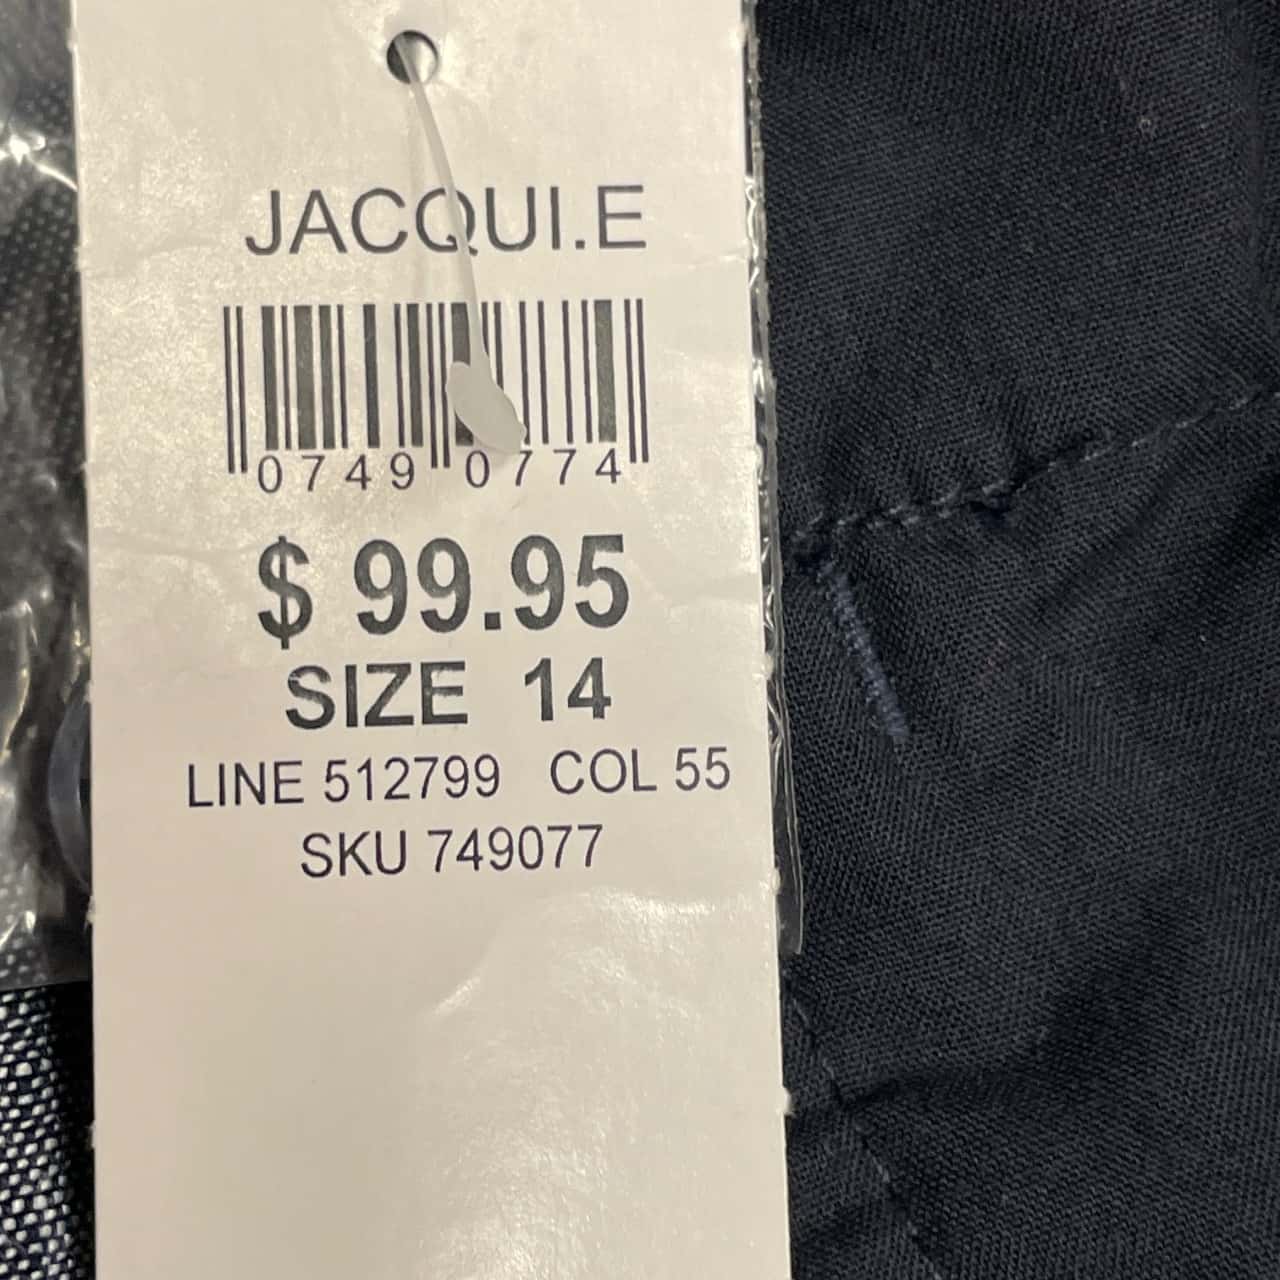 JACQUI.E
0749 0774
$ 99.95
SIZE 14
LINE 512799 COL 55
SKU 749077